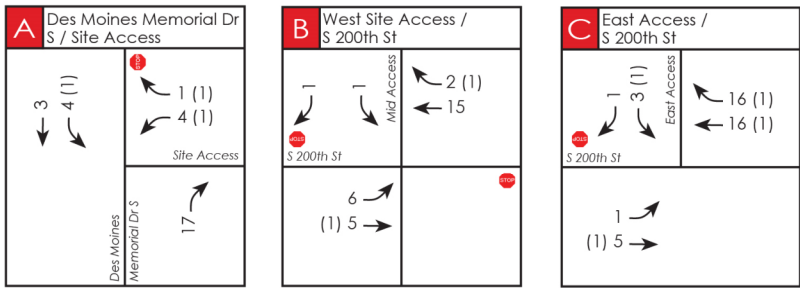 A
Des Moines Memorial Dr
S / Site Access
STOP
3
4 (1)
1 (1)
4 (1)
Site Access
Des Moines
Memorial Dr S
17
B
West Site Access /
S 200th St
1
1
Mid Access
2 (1)
15
STOP
S 200th St
6
(1) 5
STOP
C
East Access /
S 200th St
1
3 (1)
East Access
16 (1)
16 (1)
STOP
S 200th St
1
(1) 5